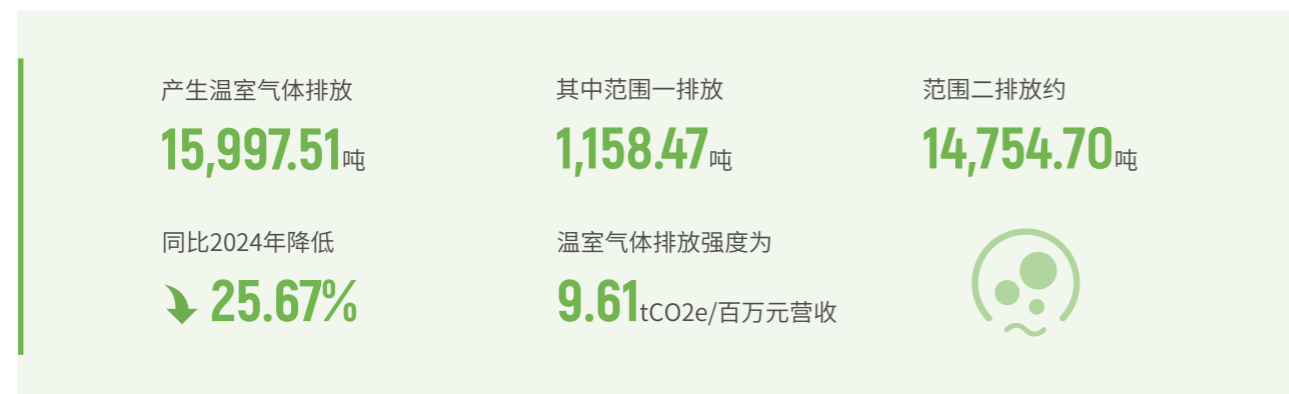 产生温室气体排放
15,997.51吨
其中范围一排放
1,158.47吨
范围二排放约
14,754.70吨
同比2024年降低
25.67%
温室气体排放强度为
9.61tCO2e/百万元营收